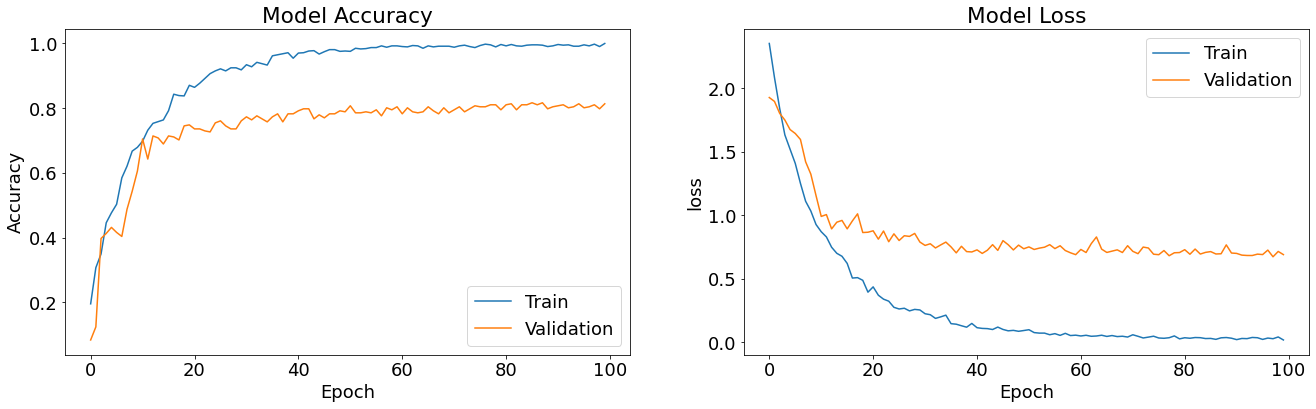 Model Accuracy
Accuracy
1.0
0.8
0.6
0.4
0.2
0 20 40 60 80 100
Epoch
Train
Validation
Model Loss
loss
2.0
1.5
1.0
0.5
0.0
0 20 40 60 80 100
Epoch
Train
Validation